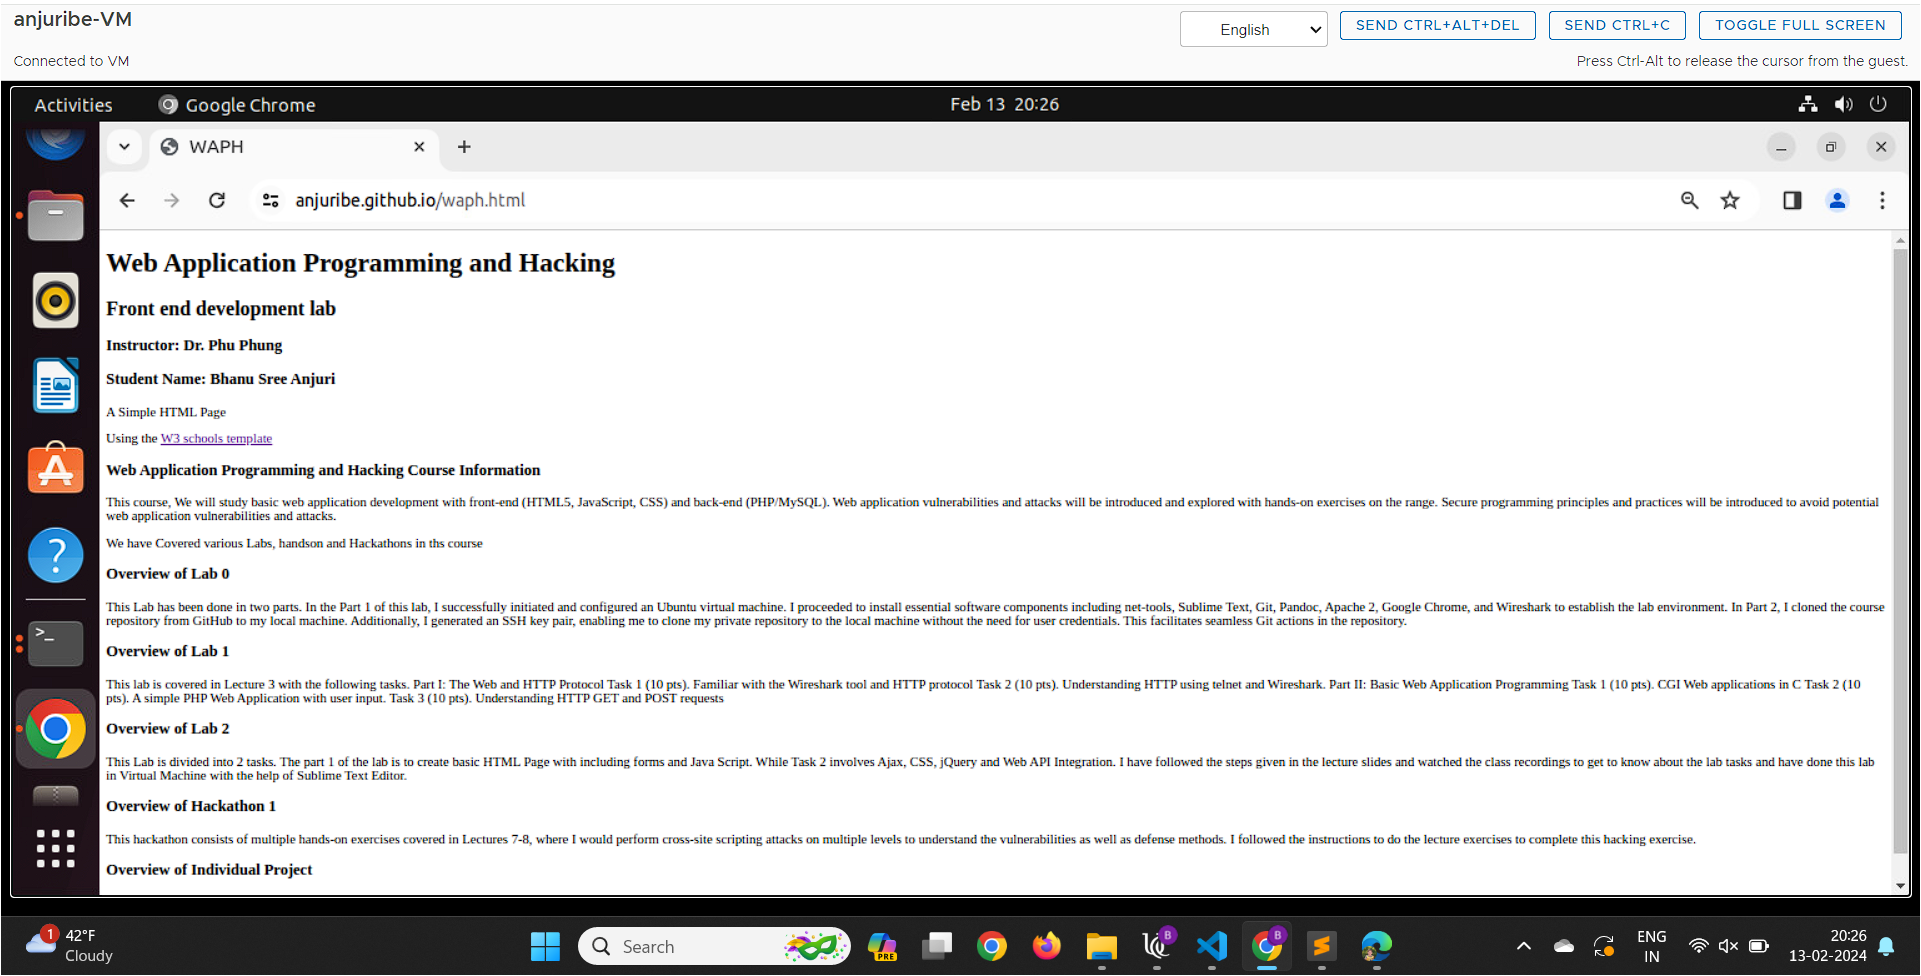 anjuribe-VM
English
SEND CTRL+ALT+DEL
SEND CTRL+C
TOGGLE FULL SCREEN
Connected to VM
Press Ctrl-Alt to release the cursor from the guest.
Activities
Google Chrome
Feb 13 20:26
WAPH
anjuribe.github.io/waph.html
Web Application Programming and Hacking
Front end development lab
Instructor: Dr. Phu Phung
Student Name: Bhanu Sree Anjuri
A Simple HTML Page
Using the W3 schools template
Web Application Programming and Hacking Course Information
This course, We will study basic web application development with front-end (HTML5, JavaScript, CSS) and back-end (PHP/MySQL). Web application vulnerabilities and attacks will be introduced and explored with hands-on exercises on the range. Secure programming principles and practices will be introduced to avoid potential
web application vulnerabilities and attacks.
We have Covered various Labs, handson and Hackathons in ths course
Overview of Lab 0
This Lab has been done in two parts. In the Part 1 of this lab, I successfully initiated and configured an Ubuntu virtual machine. I proceeded to install essential software components including net-tools, Sublime Text, Git, Pandoc, Apache 2, Google Chrome, and Wireshark to establish the lab environment. In Part 2, I cloned the course
repository from GitHub to my local machine. Additionally, I generated an SSH key pair, enabling me to clone my private repository to the local machine without the need for user credentials. This facilitates seamless Git actions in the repository.
Overview of Lab 1
This lab is covered in Lecture 3 with the following tasks. Part I: The Web and HTTP Protocol Task 1 (10 pts). Familiar with the Wireshark tool and HTTP protocol Task 2 (10 pts). Understanding HTTP using telnet and Wireshark. Part II: Basic Web Application Programming Task 1 (10 pts). CGI Web applications in C Task 2 (10
pts). A simple PHP Web Application with user input. Task 3 (10 pts). Understanding HTTP GET and POST requests
Overview of Lab 2
This Lab is divided into 2 tasks. The part 1 of the lab is to create basic HTML Page with including forms and Java Script. While Task 2 involves Ajax, CSS, jQuery and Web API Integration. I have followed the steps given in the lecture slides and watched the class recordings to get to know about the lab tasks and have done this lab
in Virtual Machine with the help of Sublime Text Editor.
Overview of Hackathon 1
This hackathon consists of multiple hands-on exercises covered in Lectures 7-8, where I would perform cross-site scripting attacks on multiple levels to understand the vulnerabilities as well as defense methods. I followed the instructions to do the lecture exercises to complete this hacking exercise.
Overview of Individual Project
1
42°F
Cloudy
Search
PRE
B
B
ENG
IN
20:26
13-02-2024